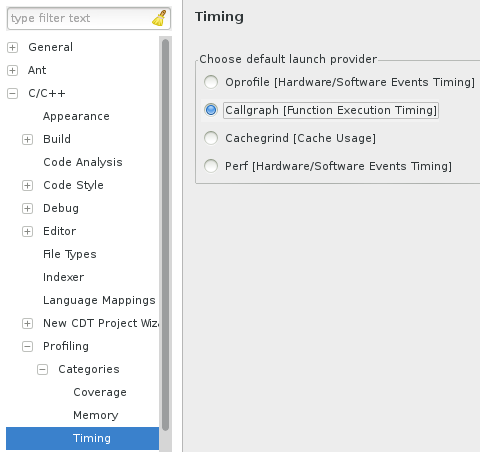 type filter text
General
Ant
C/C++
Appearance
Build
Code Analysis
Code Style
Debug
Editor
File Types
Indexer
Language Mappings
New CDT Project Wiza
Profiling
Categories
Coverage
Memory
Timing
Timing
Choose default launch provider
Oprofile [Hardware/Software Events Timing]
Callgraph [Function Execution Timing]
Cachegrind [Cache Usage]
Perf [Hardware/Software Events Timing]